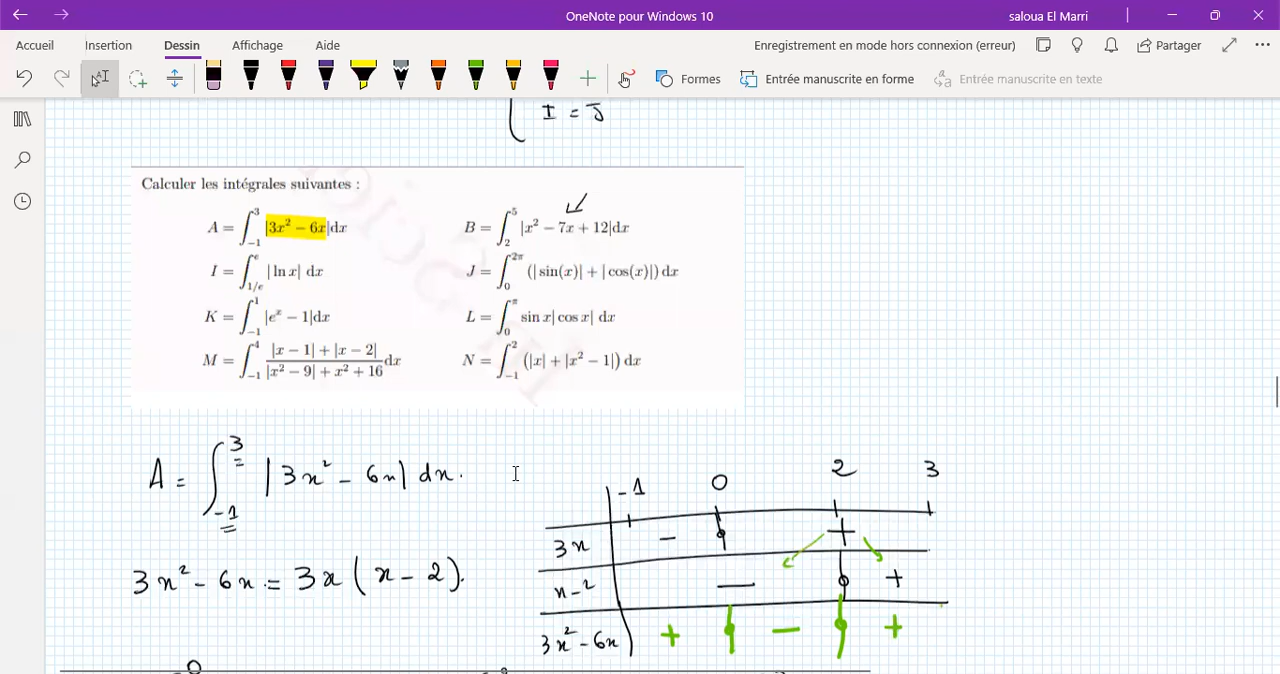 OneNote pour Windows 10
saloua El Marri
Accueil Insertion Dessin Affichage Aide
Enregistrement en mode hors connexion (erreur)
Partager
Formes
Entrée manuscrite en forme
Entrée manuscrite en texte
I = J
Calculer les intégrales suivantes :
A = ∫_{-1}^{3} |3x² − 6x|dx
B = ∫_{2}^{5} |x² − 7x + 12|dx
I = ∫_{1/e}^{e} | ln x| dx
J = ∫_{0}^{2π} (| sin(x)| + | cos(x)|) dx
K = ∫_{-1}^{1} |eˣ − 1|dx
L = ∫_{0}^{π} sin x| cos x| dx
M = ∫_{-1}^{4} (|x − 1| + |x − 2|)/(|x² − 9| + x² + 16) dx
N = ∫_{-1}^{2} (|x| + |x² − 1|) dx
A = ∫_{-1}^{3} |3x² − 6x| dx.
3x² − 6x = 3x (x − 2).
-1 0 2 3
3x − +
x−2 — +
3x²−6x + − +